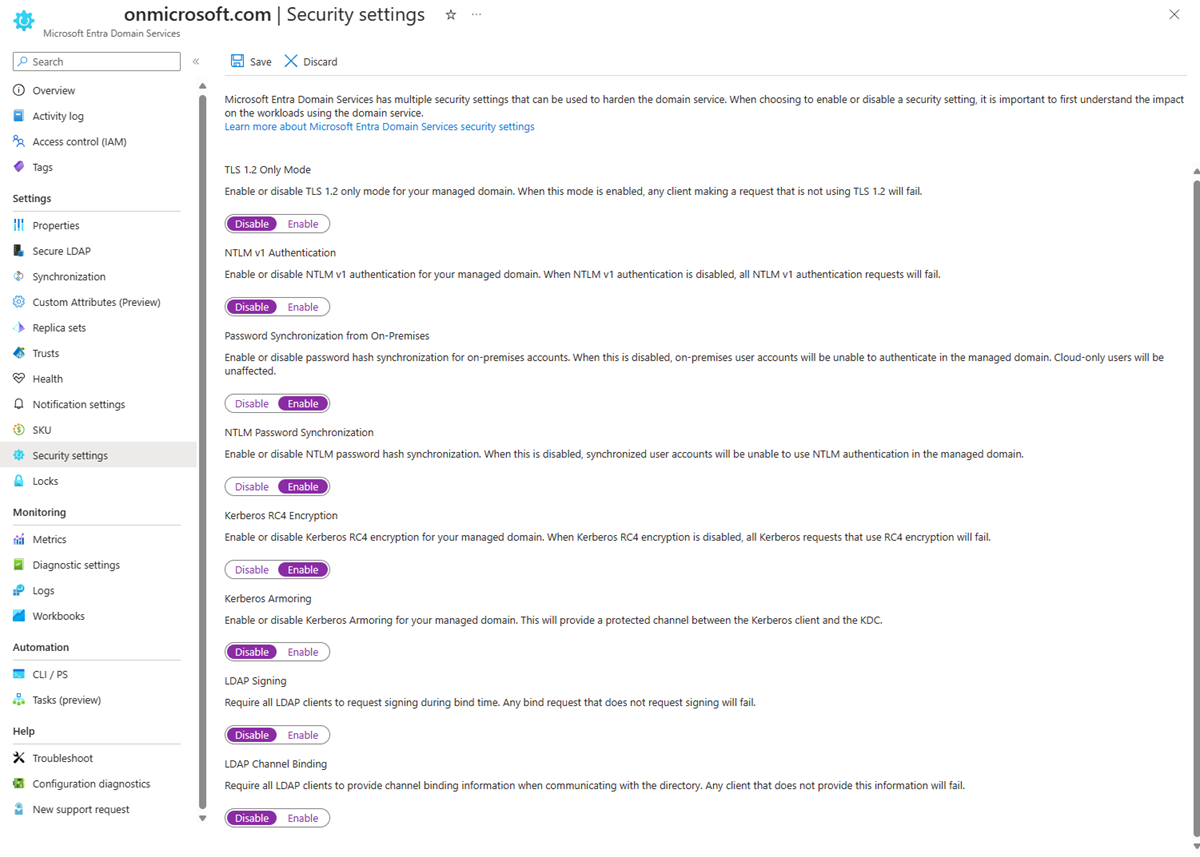 onmicrosoft.com | Security settings
Microsoft Entra Domain Services
Search
Overview
Activity log
Access control (IAM)
Tags
Settings
Properties
Secure LDAP
Synchronization
Custom Attributes (Preview)
Replica sets
Trusts
Health
Notification settings
SKU
Security settings
Locks
Monitoring
Metrics
Diagnostic settings
Logs
Workbooks
Automation
CLI / PS
Tasks (preview)
Help
Troubleshoot
Configuration diagnostics
New support request
Save Discard
Microsoft Entra Domain Services has multiple security settings that can be used to harden the domain service. When choosing to enable or disable a security setting, it is important to first understand the impact
on the workloads using the domain service.
Learn more about Microsoft Entra Domain Services security settings
TLS 1.2 Only Mode
Enable or disable TLS 1.2 only mode for your managed domain. When this mode is enabled, any client making a request that is not using TLS 1.2 will fail.
Disable Enable
NTLM v1 Authentication
Enable or disable NTLM v1 authentication for your managed domain. When NTLM v1 authentication is disabled, all NTLM v1 authentication requests will fail.
Disable Enable
Password Synchronization from On-Premises
Enable or disable password hash synchronization for on-premises accounts. When this is disabled, on-premises user accounts will be unable to authenticate in the managed domain. Cloud-only users will be
unaffected.
Disable Enable
NTLM Password Synchronization
Enable or disable NTLM password hash synchronization. When this is disabled, synchronized user accounts will be unable to use NTLM authentication in the managed domain.
Disable Enable
Kerberos RC4 Encryption
Enable or disable Kerberos RC4 encryption for your managed domain. When Kerberos RC4 encryption is disabled, all Kerberos requests that use RC4 encryption will fail.
Disable Enable
Kerberos Armoring
Enable or disable Kerberos Armoring for your managed domain. This will provide a protected channel between the Kerberos client and the KDC.
Disable Enable
LDAP Signing
Require all LDAP clients to request signing during bind time. Any bind request that does not request signing will fail.
Disable Enable
LDAP Channel Binding
Require all LDAP clients to provide channel binding information when communicating with the directory. Any client that does not provide this information will fail.
Disable Enable